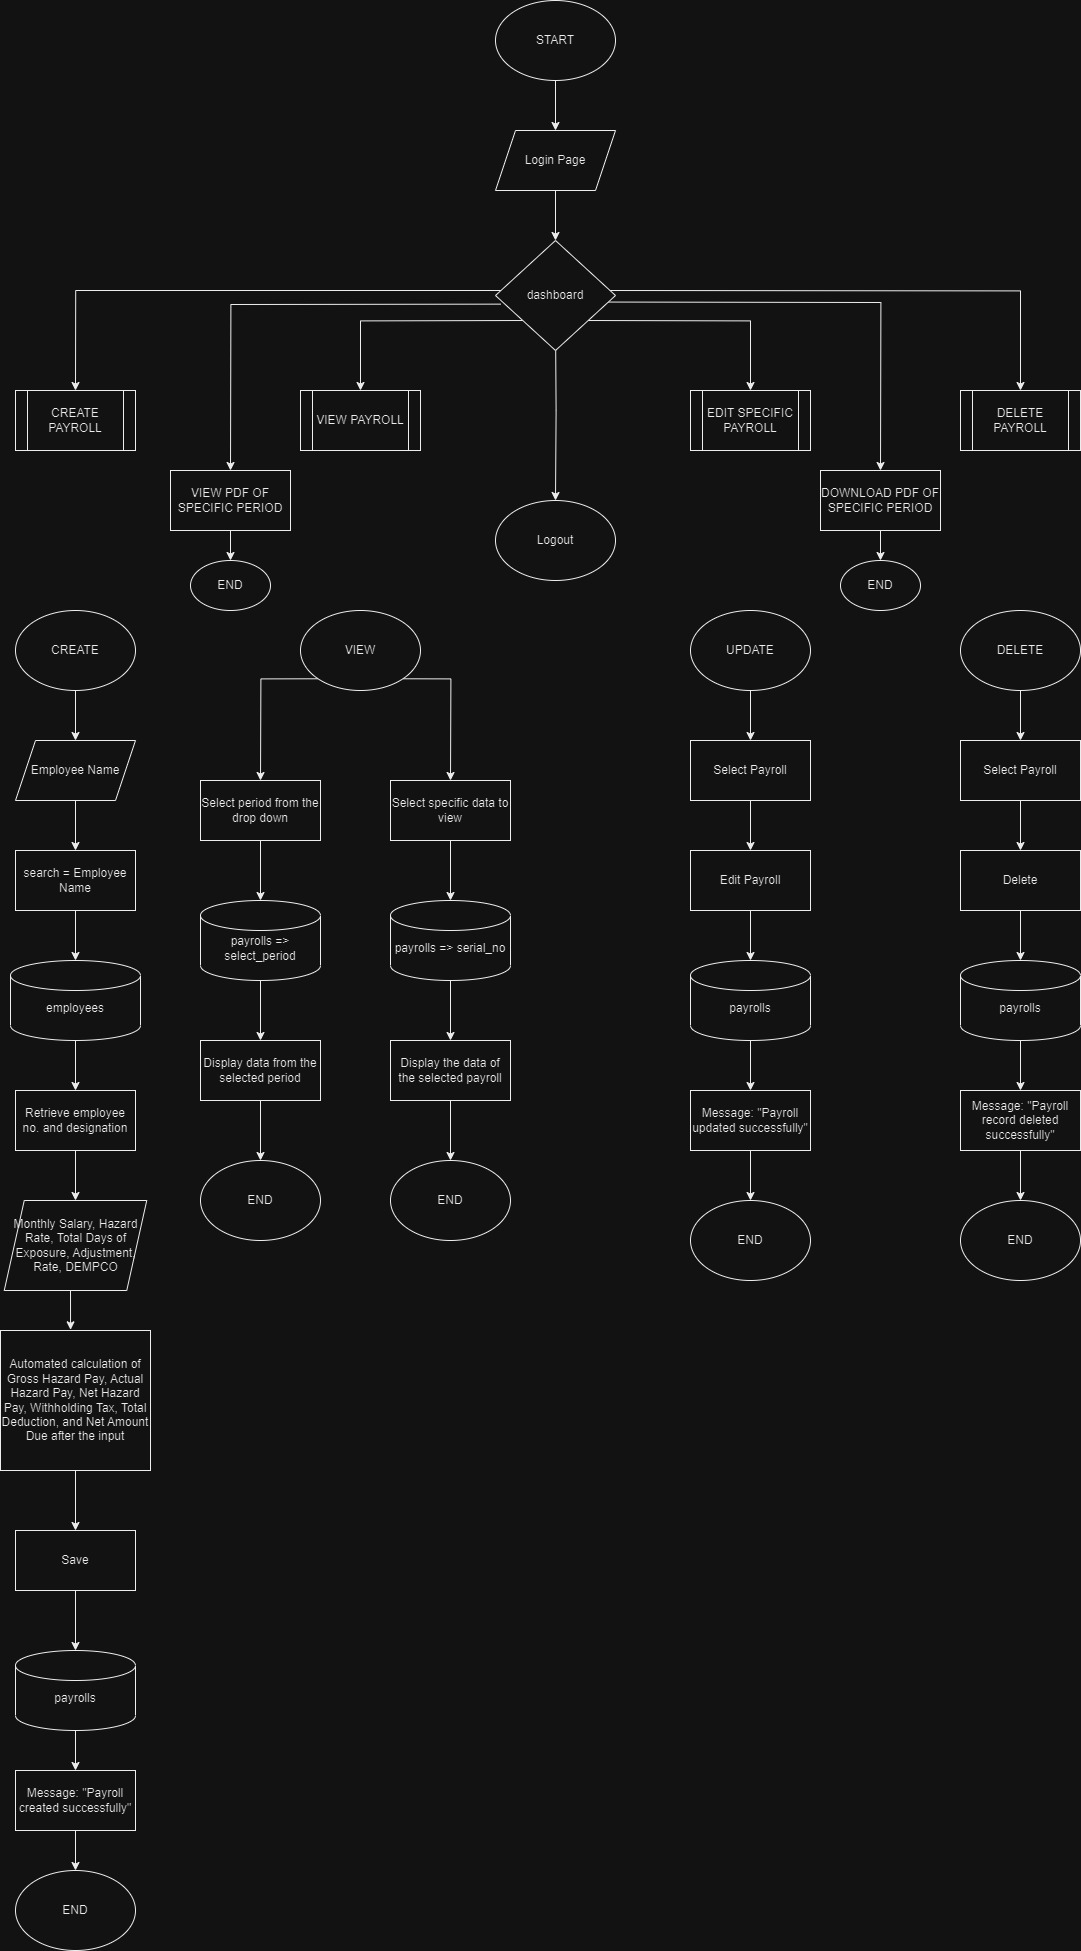 START
Login Page
dashboard
CREATE
PAYROLL
VIEW PAYROLL
EDIT SPECIFIC
PAYROLL
DELETE
PAYROLL
VIEW PDF OF
SPECIFIC PERIOD
DOWNLOAD PDF OF
SPECIFIC PERIOD
Logout
END
END
CREATE
VIEW
UPDATE
DELETE
Employee Name
search = Employee
Name
employees
Retrieve employee
no. and designation
Monthly Salary, Hazard
Rate, Total Days of
Exposure, Adjustment
Rate, DEMPCO
Automated calculation of
Gross Hazard Pay, Actual
Hazard Pay, Net Hazard
Pay, Withholding Tax, Total
Deduction, and Net Amount
Due after the input
Save
payrolls
Message: "Payroll
created successfully"
END
Select period from the
drop down
payrolls =>
select_period
Display data from the
selected period
END
Select specific data to
view
payrolls => serial_no
Display the data of
the selected payroll
END
Select Payroll
Edit Payroll
payrolls
Message: "Payroll
updated successfully"
END
Select Payroll
Delete
payrolls
Message: "Payroll
record deleted
successfully"
END